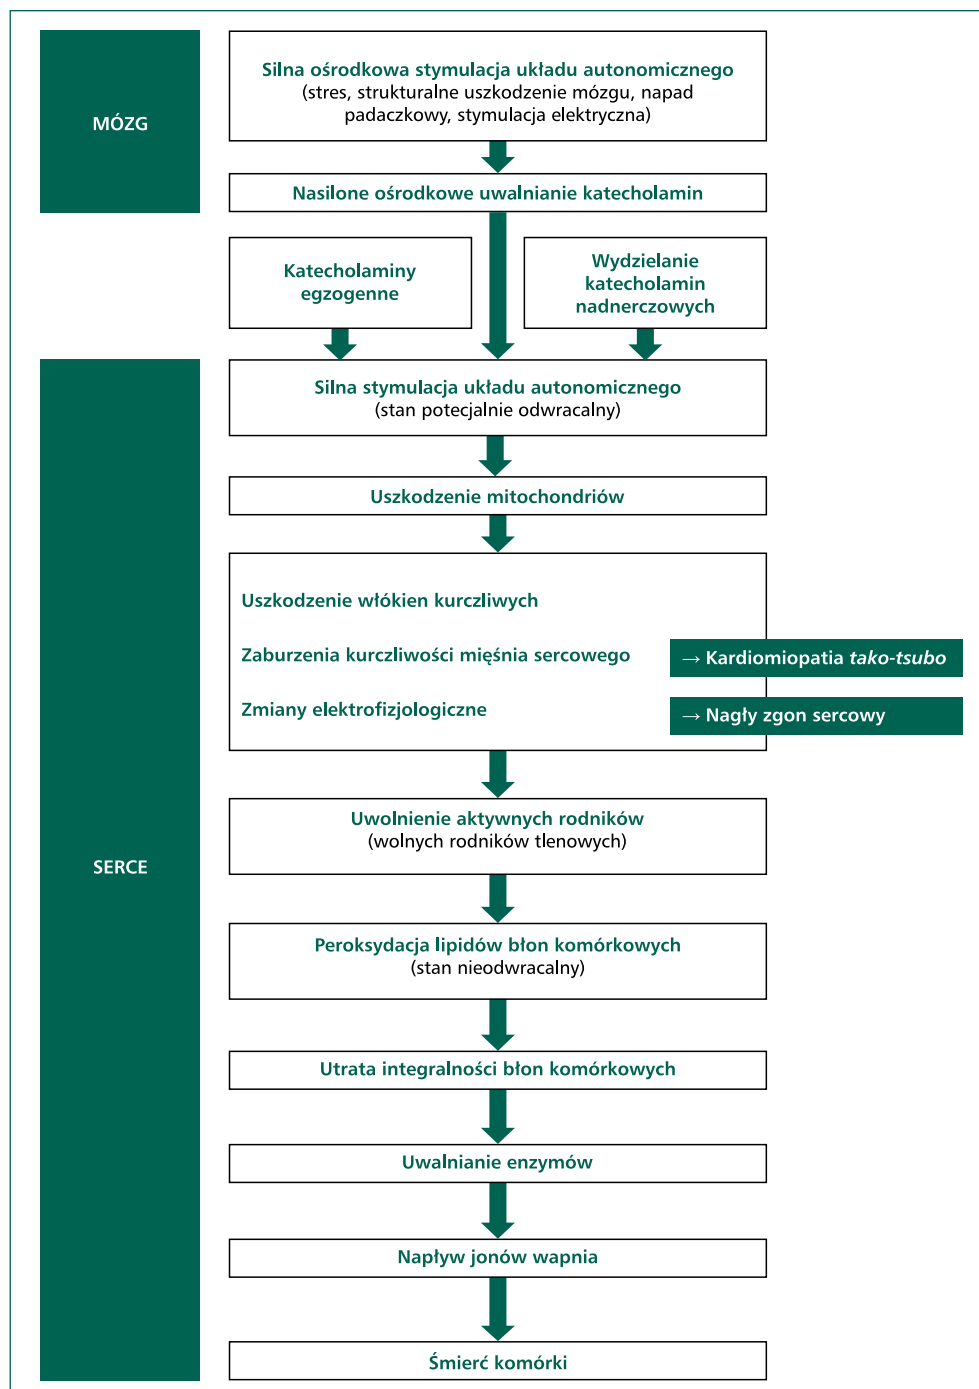 MÓZG
Silna ośrodkowa stymulacja układu autonomicznego
(stres, strukturalne uszkodzenie mózgu, napad
padaczkowy, stymulacja elektryczna)
Nasilone ośrodkowe uwalnianie katecholamin
Katecholaminy
egzogenne
Wydzielanie
katecholamin
nadnerczowych
SERCE
Silna stymulacja układu autonomicznego
(stan potecjalnie odwracalny)
Uszkodzenie mitochondriów
Uszkodzenie włókien kurczliwych
Zaburzenia kurczliwości mięśnia sercowego
→ Kardiomiopatia tako-tsubo
Zmiany elektrofizjologiczne
→ Nagły zgon sercowy
Uwolnienie aktywnych rodników
(wolnych rodników tlenowych)
Peroksydacja lipidów błon komórkowych
(stan nieodwracalny)
Utrata integralności błon komórkowych
Uwalnianie enzymów
Napływ jonów wapnia
Śmierć komórki